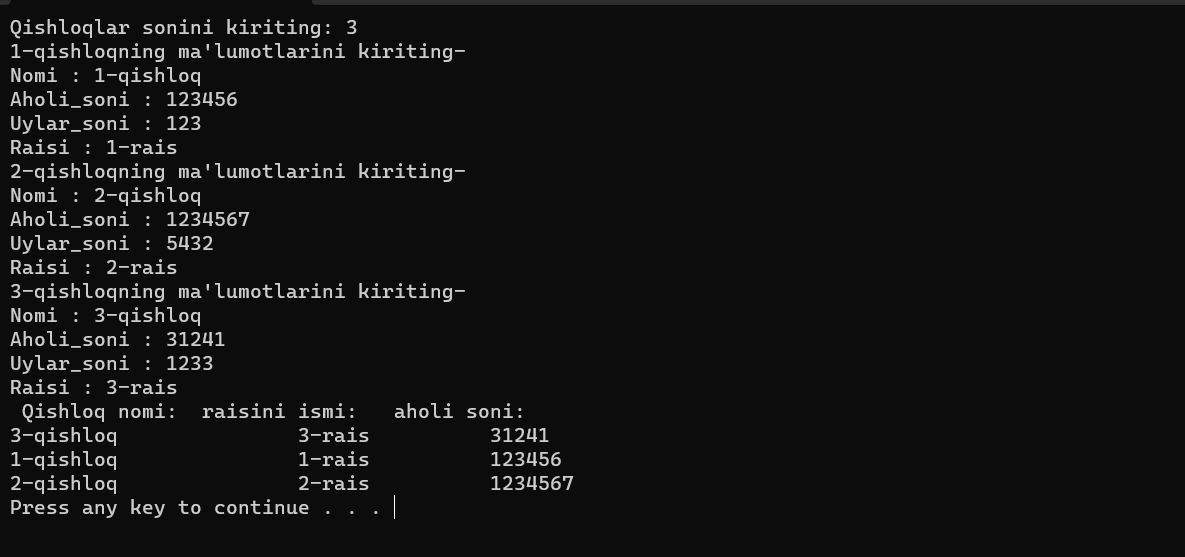 Qishloqlar sonini kiriting: 3
1-qishloqning ma'lumotlarini kiriting-
Nomi : 1-qishloq
Aholi_soni : 123456
Uylar_soni : 123
Raisi : 1-rais
2-qishloqning ma'lumotlarini kiriting-
Nomi : 2-qishloq
Aholi_soni : 1234567
Uylar_soni : 5432
Raisi : 2-rais
3-qishloqning ma'lumotlarini kiriting-
Nomi : 3-qishloq
Aholi_soni : 31241
Uylar_soni : 1233
Raisi : 3-rais
 Qishloq nomi:  raisini ismi:   aholi soni:
3-qishloq               3-rais          31241
1-qishloq               1-rais          123456
2-qishloq               2-rais          1234567
Press any key to continue . . .